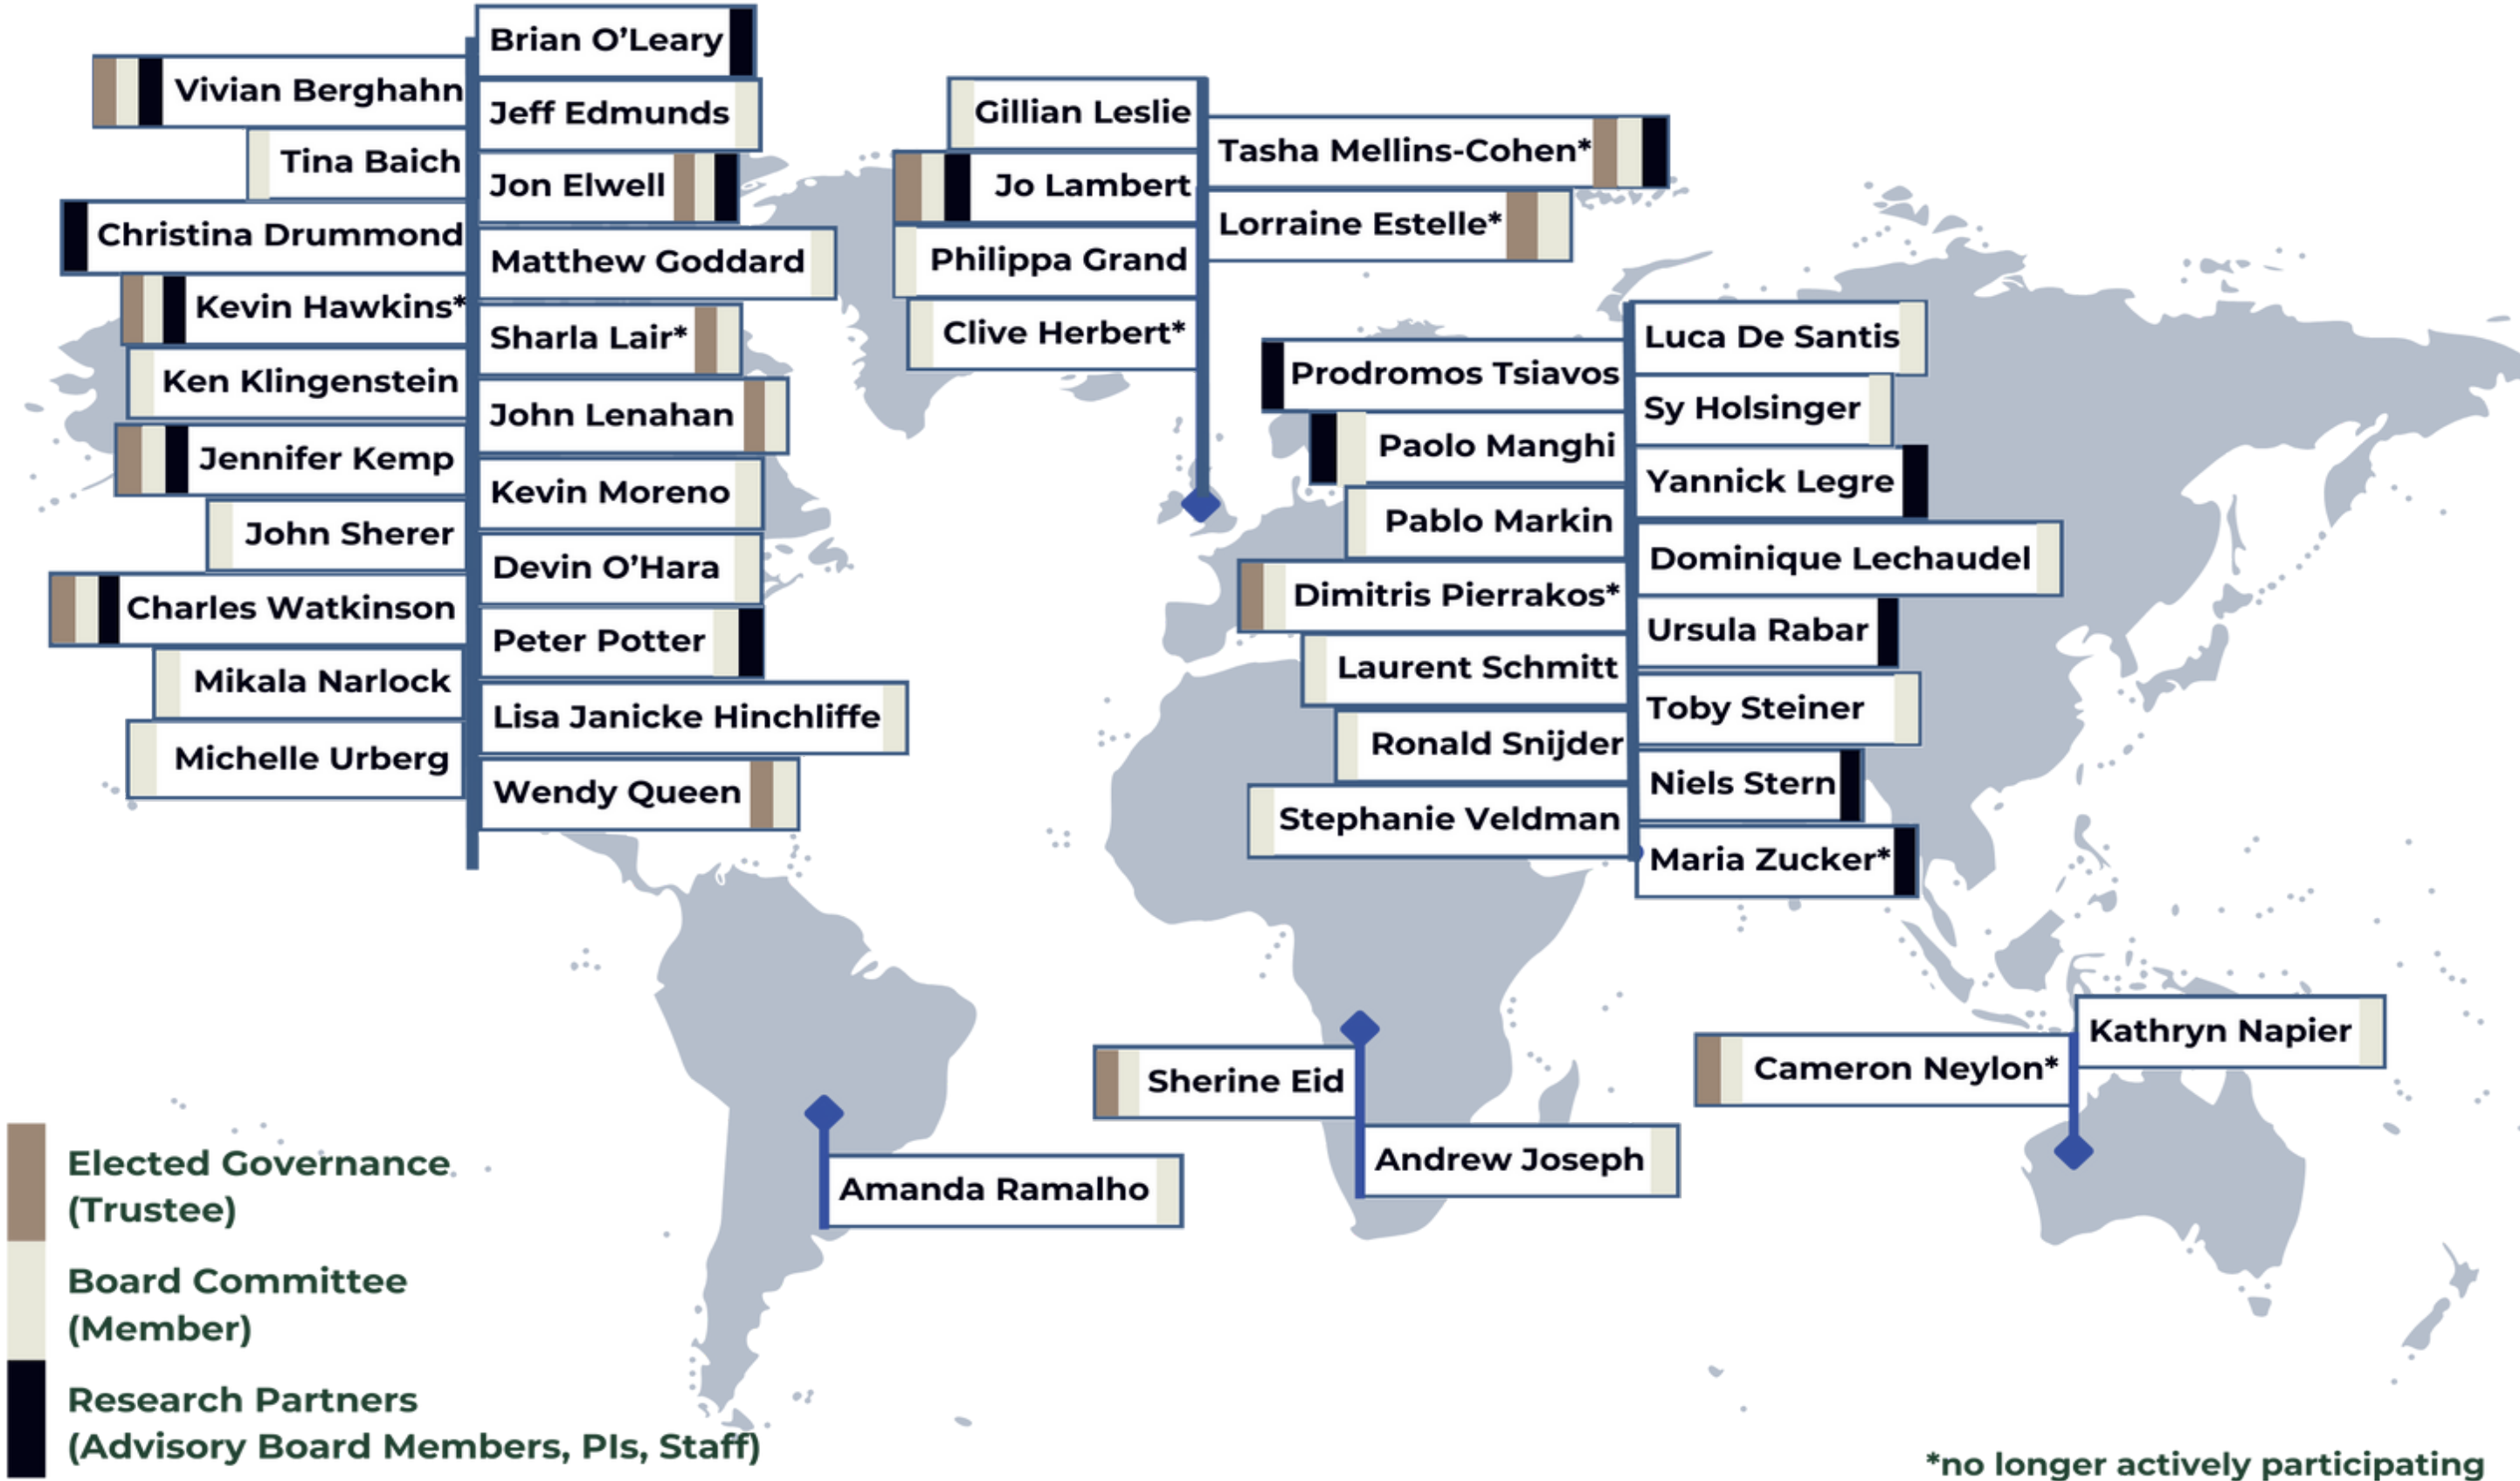 Brian O’Leary
Vivian Berghahn
Jeff Edmunds
Tina Baich
Jon Elwell
Christina Drummond
Matthew Goddard
Kevin Hawkins*
Sharla Lair*
Ken Klingenstein
John Lenahan
Jennifer Kemp
Kevin Moreno
John Sherer
Devin O’Hara
Charles Watkinson
Peter Potter
Mikala Narlock
Lisa Janicke Hinchliffe
Michelle Urberg
Wendy Queen
Gillian Leslie
Tasha Mellins-Cohen*
Jo Lambert
Lorraine Estelle*
Philippa Grand
Clive Herbert*
Luca De Santis
Prodromos Tsiavos
Sy Holsinger
Paolo Manghi
Yannick Legre
Pablo Markin
Dominique Lechaudel
Dimitris Pierrakos*
Ursula Rabar
Laurent Schmitt
Toby Steiner
Ronald Snijder
Niels Stern
Stephanie Veldman
Maria Zucker*
Kathryn Napier
Cameron Neylon*
Sherine Eid
Andrew Joseph
Amanda Ramalho
Elected Governance
(Trustee)
Board Committee
(Member)
Research Partners
(Advisory Board Members, PIs, Staff)
*no longer actively participating